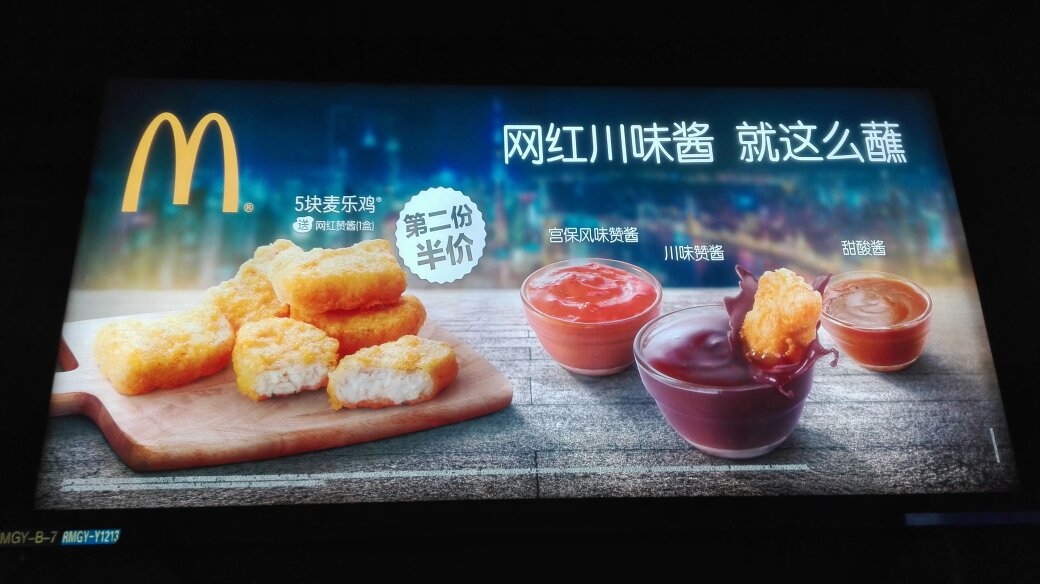 网红川味酱 就这么蘸
5块麦乐鸡®
送 网红赞酱(1盒)
第二份
半价
宫保风味赞酱
川味赞酱
甜酸酱
MGY-B-7 RMGY-Y1213